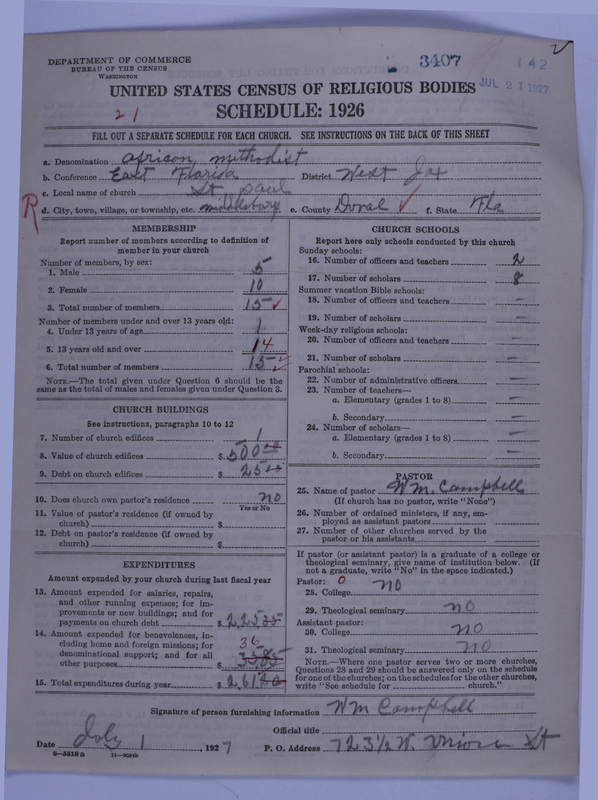 DEPARTMENT OF COMMERCE
BUREAU OF THE CENSUS
WASHINGTON
3407
142
JUL 21 1927
2
UNITED STATES CENSUS OF RELIGIOUS BODIES
21
SCHEDULE: 1926
FILL OUT A SEPARATE SCHEDULE FOR EACH CHURCH. SEE INSTRUCTIONS ON THE BACK OF THIS SHEET
a. Denomination African, methodist
b. Conference East Florida District West Jax
c. Local name of church St paul
R
d. City, town, village, or township, etc. middleburg e. County Doval ✓ f. State Fla
MEMBERSHIP
Report number of members according to definition of
member in your church
Number of members, by sex:
1. Male 5
2. Female 10
3. Total number of members 15 ✓
Number of members under and over 13 years old:
4. Under 13 years of age 1
5. 13 years old and over 14
6. Total number of members 15 ✓
NOTE.—The total given under Question 6 should be the
same as the total of males and females given under Question 3.
CHURCH BUILDINGS
See instructions, paragraphs 10 to 12
7. Number of church edifices 1
8. Value of church edifices $ 500 00
9. Debt on church edifices $ 25
10. Does church own pastor's residence no
Yes or No
11. Value of pastor's residence (if owned by
church) $
12. Debt on pastor's residence (if owned by
church) $
EXPENDITURES
Amount expended by your church during last fiscal year
13. Amount expended for salaries, repairs,
and other running expenses; for im-
provements or new buildings; and for
payments on church debt $ 225
14. Amount expended for benevolences, in-
cluding home and foreign missions; for
denominational support; and for all
other purposes $ 36
35 85
15. Total expenditures during year $ 261
CHURCH SCHOOLS
Report here only schools conducted by this church
Sunday schools:
16. Number of officers and teachers 2
17. Number of scholars 8
Summer vacation Bible schools:
18. Number of officers and teachers —
19. Number of scholars —
Week-day religious schools:
20. Number of officers and teachers —
21. Number of scholars —
Parochial schools:
22. Number of administrative officers —
23. Number of teachers—
a. Elementary (grades 1 to 8) —
b. Secondary —
24. Number of scholars—
a. Elementary (grades 1 to 8) —
b. Secondary —
PASTOR
25. Name of pastor WM. Campbell
(If church has no pastor, write "None")
26. Number of ordained ministers, if any, em-
ployed as assistant pastors
27. Number of other churches served by the
pastor or his assistants
If pastor (or assistant pastor) is a graduate of a college or
theological seminary, give name of institution below. (If
not a graduate, write "No" in the space indicated.)
Pastor: 0
28. College no
29. Theological seminary no
Assistant pastor:
30. College no
31. Theological seminary no
NOTE.—Where one pastor serves two or more churches,
Questions 28 and 29 should be answered only on the schedule
for one of the churches; on the schedules for the other churches,
write "See schedule for church."
Signature of person furnishing information WM Campbell
Official title
Date July 1, 1927 P. O. Address 723½ W. Union St
8—5518a 11—9034b